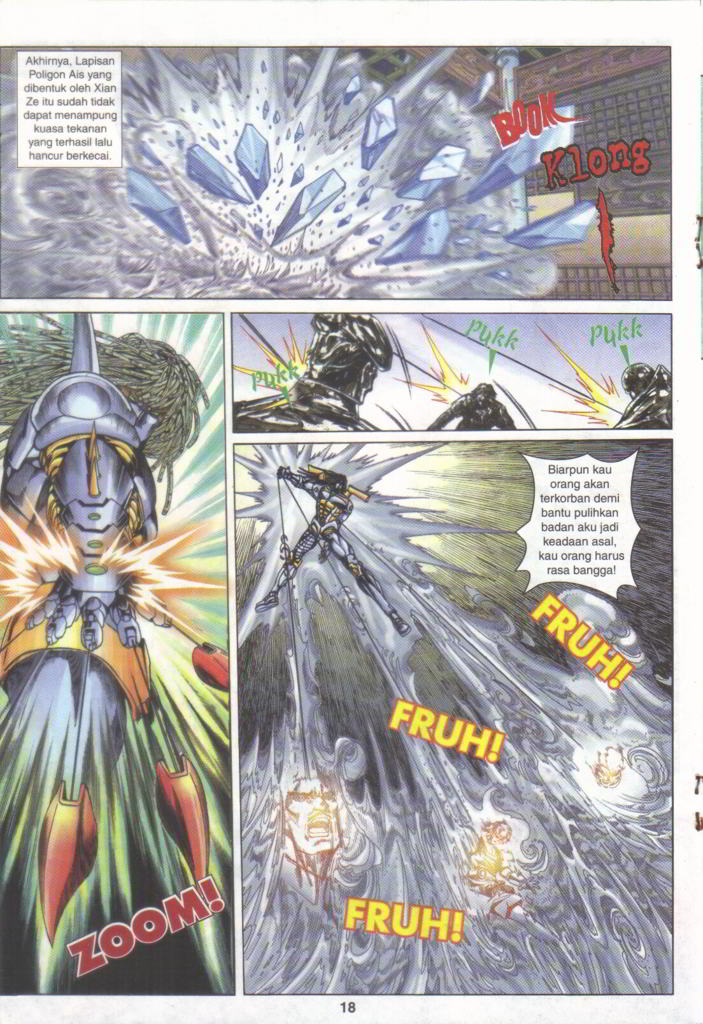 Akhirnya, Lapisan
Poligon Ais yang
dibentuk oleh Xian
Ze itu sudah tidak
dapat menampung
kuasa tekanan
yang terhasil lalu
hancur berkecai.
BOOM
Klong
Pukk
Pukk
Pukk
ZOOM!
Biarpun kau
orang akan
terkorban demi
bantu pulihkan
badan aku jadi
keadaan asal,
kau orang harus
rasa bangga!
FRUH!
FRUH!
FRUH!
18